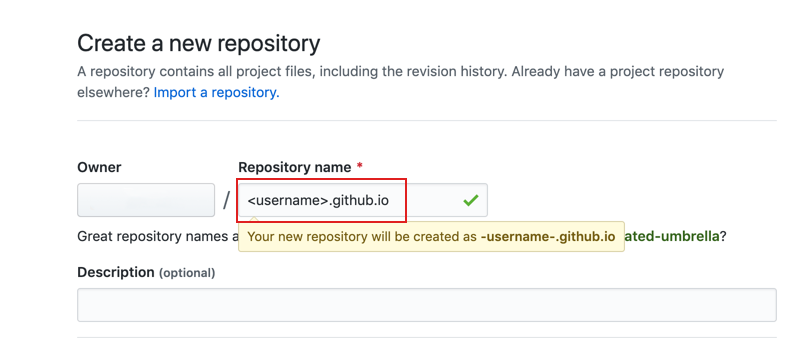 Create a new repository
A repository contains all project files, including the revision history. Already have a project repository
elsewhere? Import a repository.
Owner
Repository name *
/
<username>.github.io
Great repository names a
Your new repository will be created as -username-.github.io
ated-umbrella?
Description (optional)